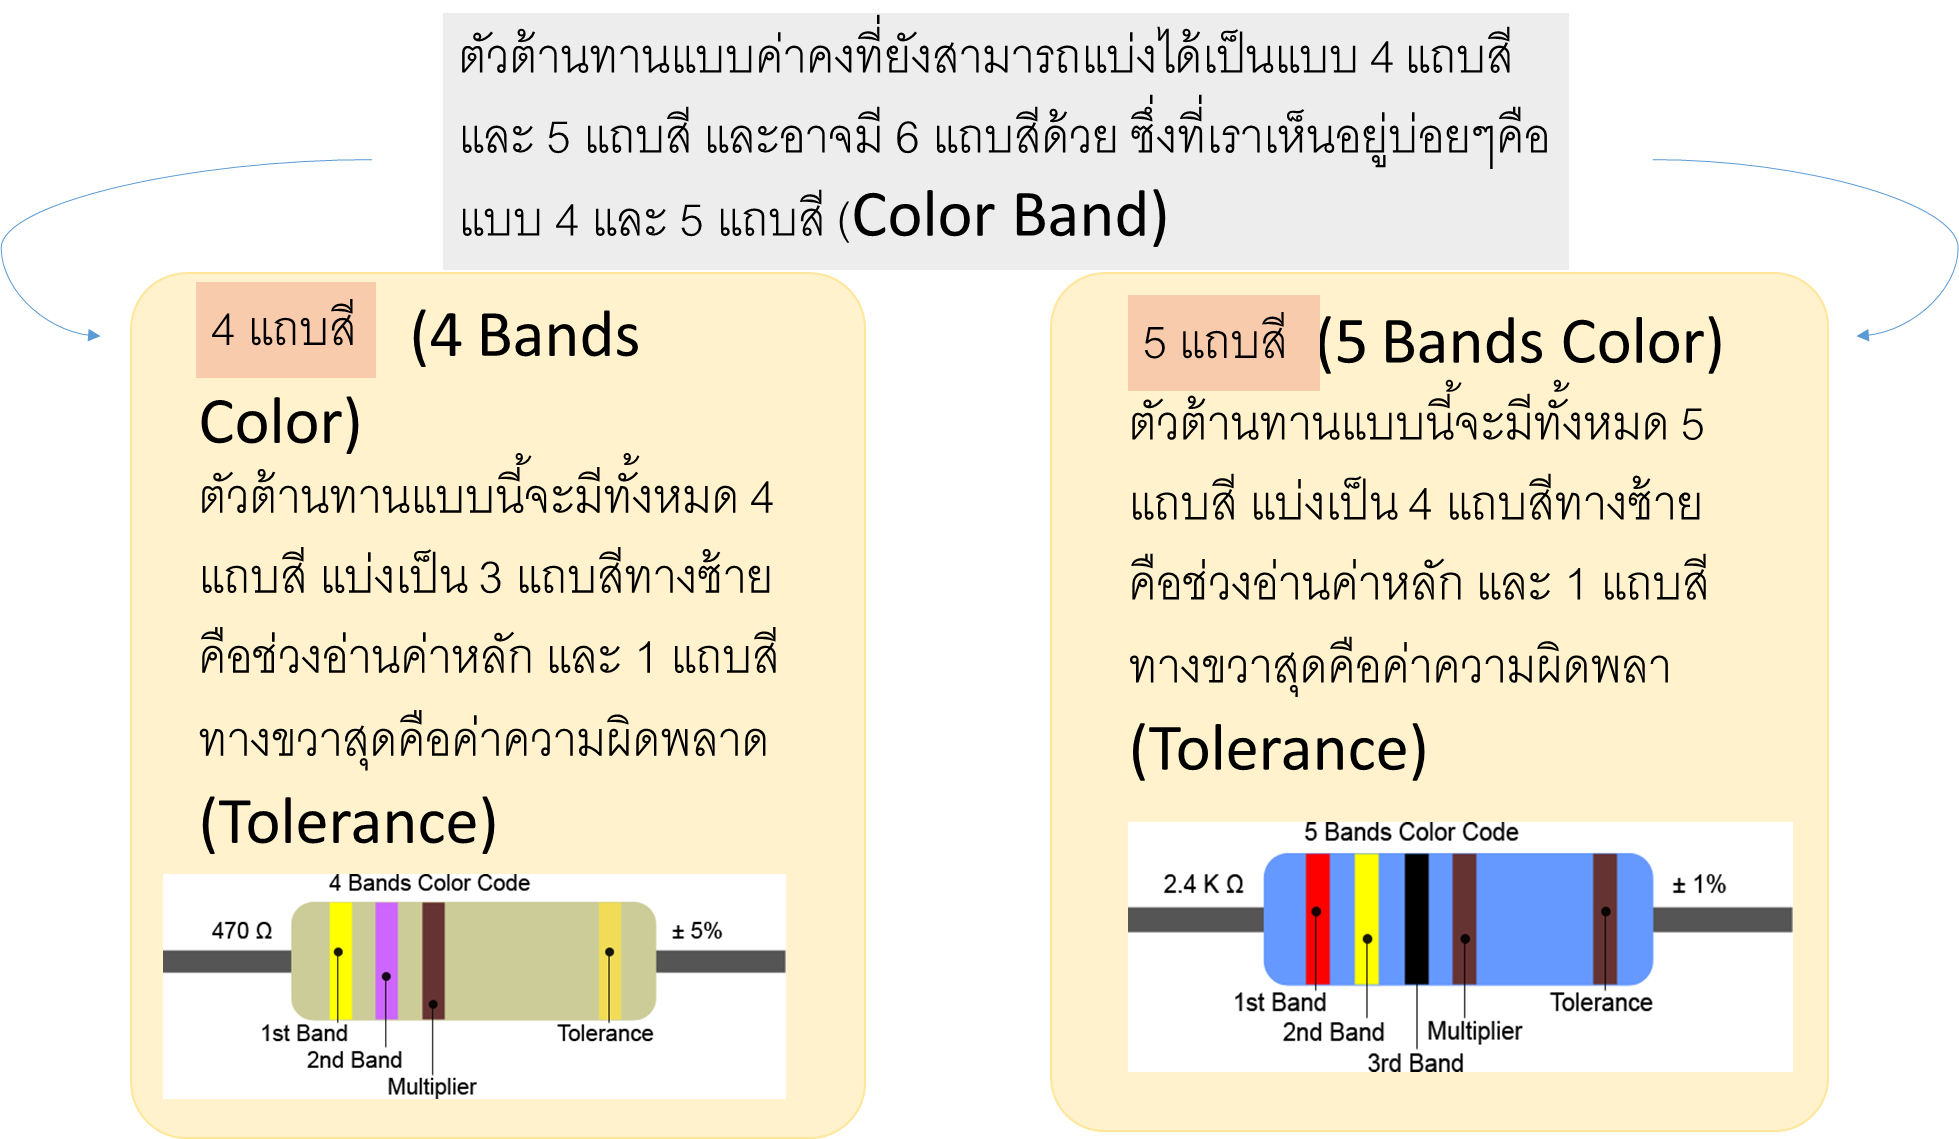 ตัวต้านทานแบบค่าคงที่ยังสามารถแบ่งได้เป็นแบบ 4 แถบสี
และ 5 แถบสี และอาจมี 6 แถบสีด้วย ซึ่งที่เราเห็นอยู่บ่อยๆคือ
แบบ 4 และ 5 แถบสี (Color Band)
4 แถบสี (4 Bands
Color)
ตัวต้านทานแบบนี้จะมีทั้งหมด 4
แถบสี แบ่งเป็น 3 แถบสีทางซ้าย
คือช่วงอ่านค่าหลัก และ 1 แถบสี
ทางขวาสุดคือค่าความผิดพลาด
(Tolerance)
4 Bands Color Code
470 Ω
± 5%
1st Band
Tolerance
2nd Band
Multiplier
5 แถบสี (5 Bands Color)
ตัวต้านทานแบบนี้จะมีทั้งหมด 5
แถบสี แบ่งเป็น 4 แถบสีทางซ้าย
คือช่วงอ่านค่าหลัก และ 1 แถบสี
ทางขวาสุดคือค่าความผิดพลา
(Tolerance)
5 Bands Color Code
2.4 K Ω
± 1%
1st Band
Tolerance
2nd Band
Multiplier
3rd Band